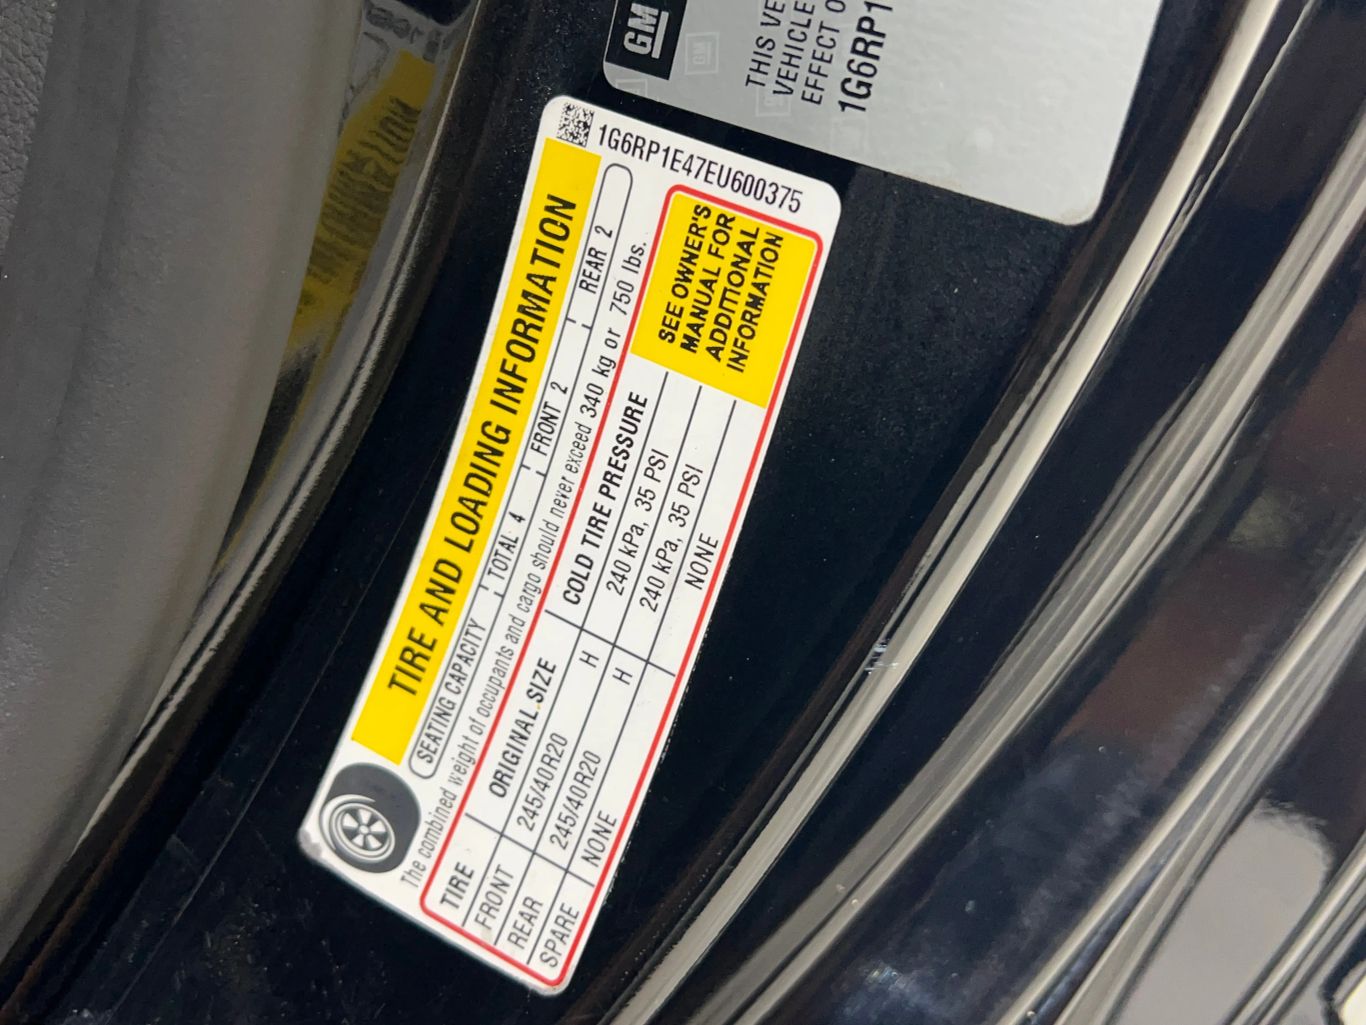 GM
GM
THIS VE
VEHICLE
EFFECT O
1G6RP1
1G6RP1E47EU600375
TIRE AND LOADING INFORMATION
SEATING CAPACITY TOTAL 4 FRONT 2 REAR 2
The combined weight of occupants and cargo should never exceed 340 kg or 750 lbs.
TIRE ORIGINAL SIZE COLD TIRE PRESSURE
FRONT 245/40R20 H 240 kPa, 35 PSI
REAR 245/40R20 H 240 kPa, 35 PSI
SPARE NONE NONE
SEE OWNER'S
MANUAL FOR
ADDITIONAL
INFORMATION